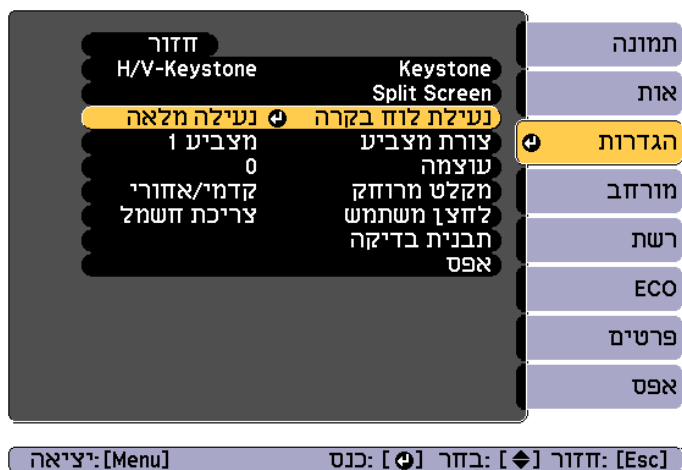 תמונה
אות
הגדרות
מורחב
רשת
ECO
פרטים
אפס
חזור
Keystone H/V-Keystone
Split Screen
נעילת לוח בקרה נעילה מלאה
צורת מצביע מצביע 1
עוצמה 0
מקלט מרוחק קדמי/אחורי
לחצן משתמש צריכת חשמל
תבנית בדיקה
אפס
[Esc] :חזור [ ] :בחר [ ] :כנס [Menu]:יציאה